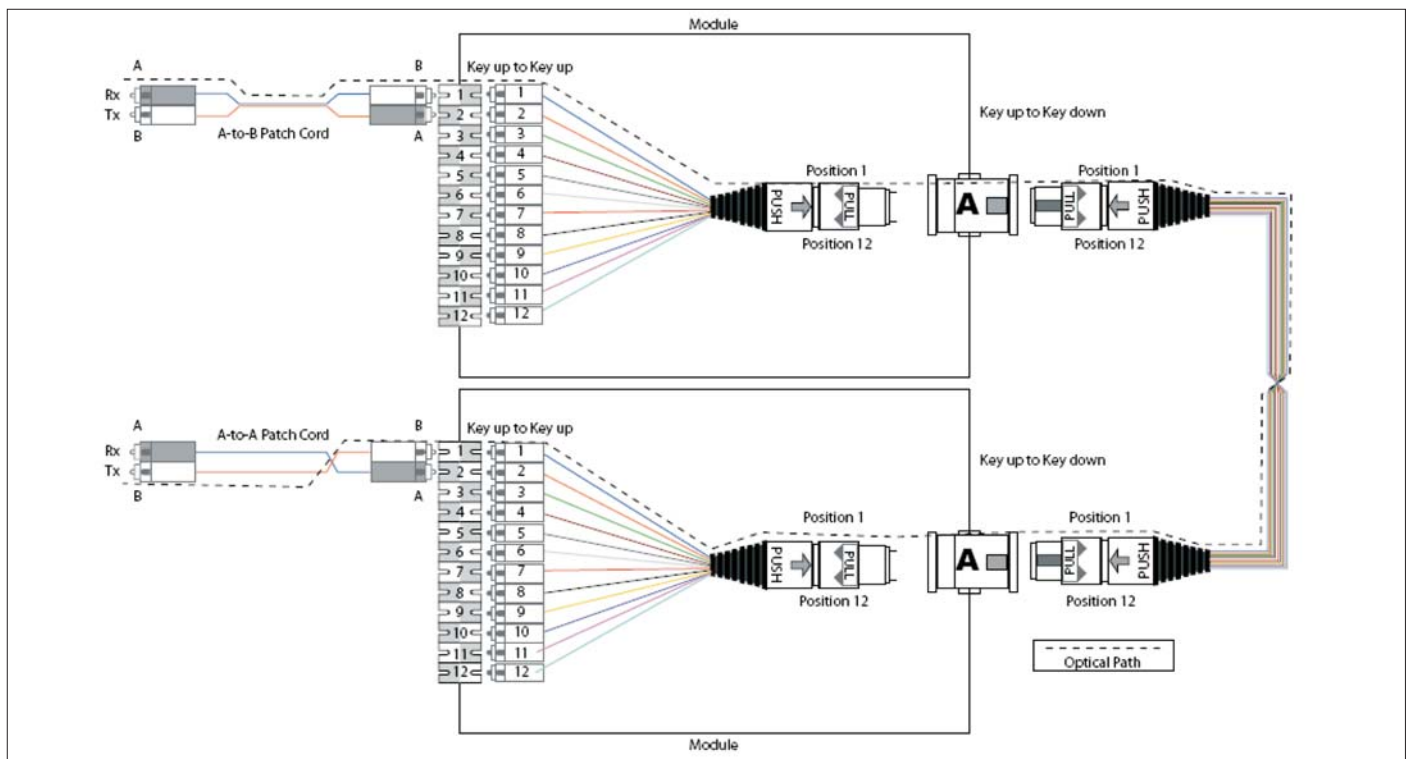 Module
A
B
Key up to Key up
Rx
Tx
B
A-to-B Patch Cord
A
1
2
3
4
5
6
7
8
9
10
11
12
1
2
3
4
5
6
7
8
9
10
11
12
Key up to Key down
Position 1
PUSH
PULL
Position 12
A
Position 1
PULL
PUSH
Position 12
A
A-to-A Patch Cord
B
Key up to Key up
Rx
Tx
B
A
1
2
3
4
5
6
7
8
9
10
11
12
1
2
3
4
5
6
7
8
9
10
11
12
Key up to Key down
Position 1
PUSH
PULL
Position 12
A
Position 1
PULL
PUSH
Position 12
Optical Path
Module